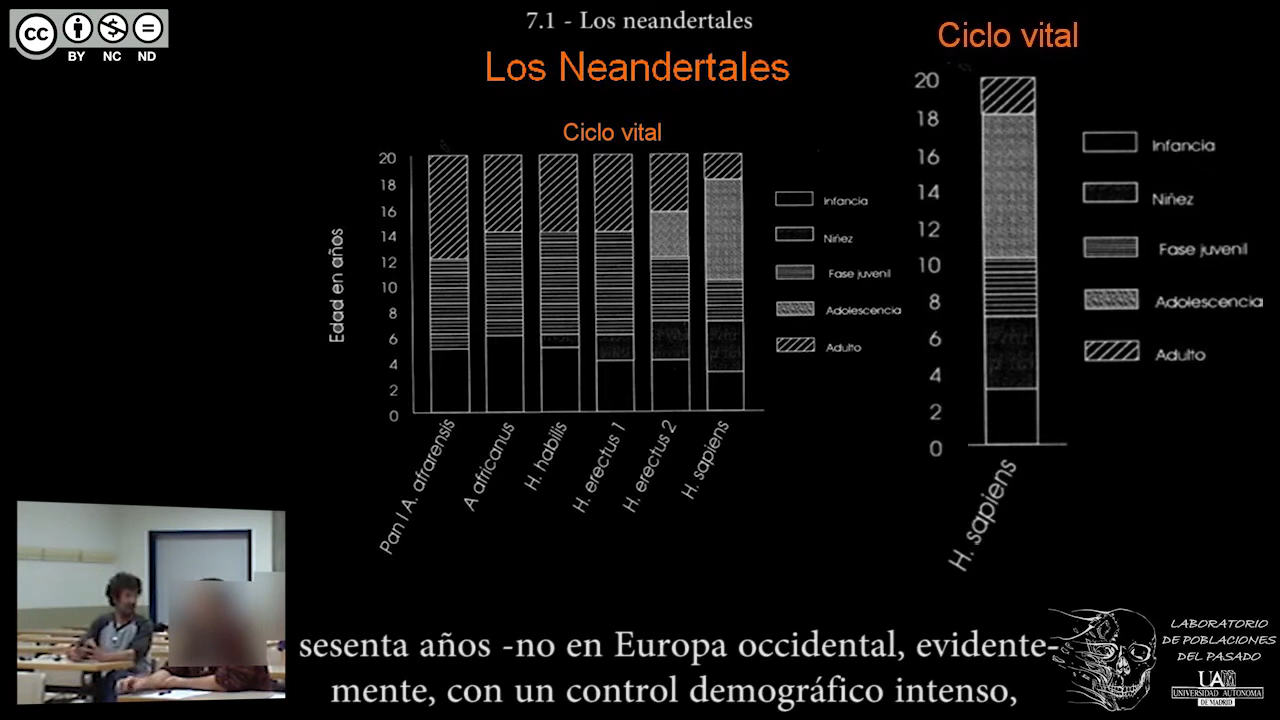 cc
BY NC ND
7.1 - Los neandertales
Los Neandertales
Ciclo vital
20
18
16
14
12
10
8
6
4
2
0
Edad en años
Pan I A. afrarensis
A africanus
H. habilis
H. erectus 1
H. erectus 2
H. sapiens
Infancia
Niñez
Fase juvenil
Adolescencia
Adulto
Ciclo vital
20
18
16
14
12
10
8
6
4
2
0
H. sapiens
Infancia
Niñez
Fase juvenil
Adolescencia
Adulto
sesenta años -no en Europa occidental, evidente-
mente, con un control demográfico intenso,
LABORATORIO
DE POBLACIONES
DEL PASADO
UAM
UNIVERSIDAD AUTONOMA
DE MADRID